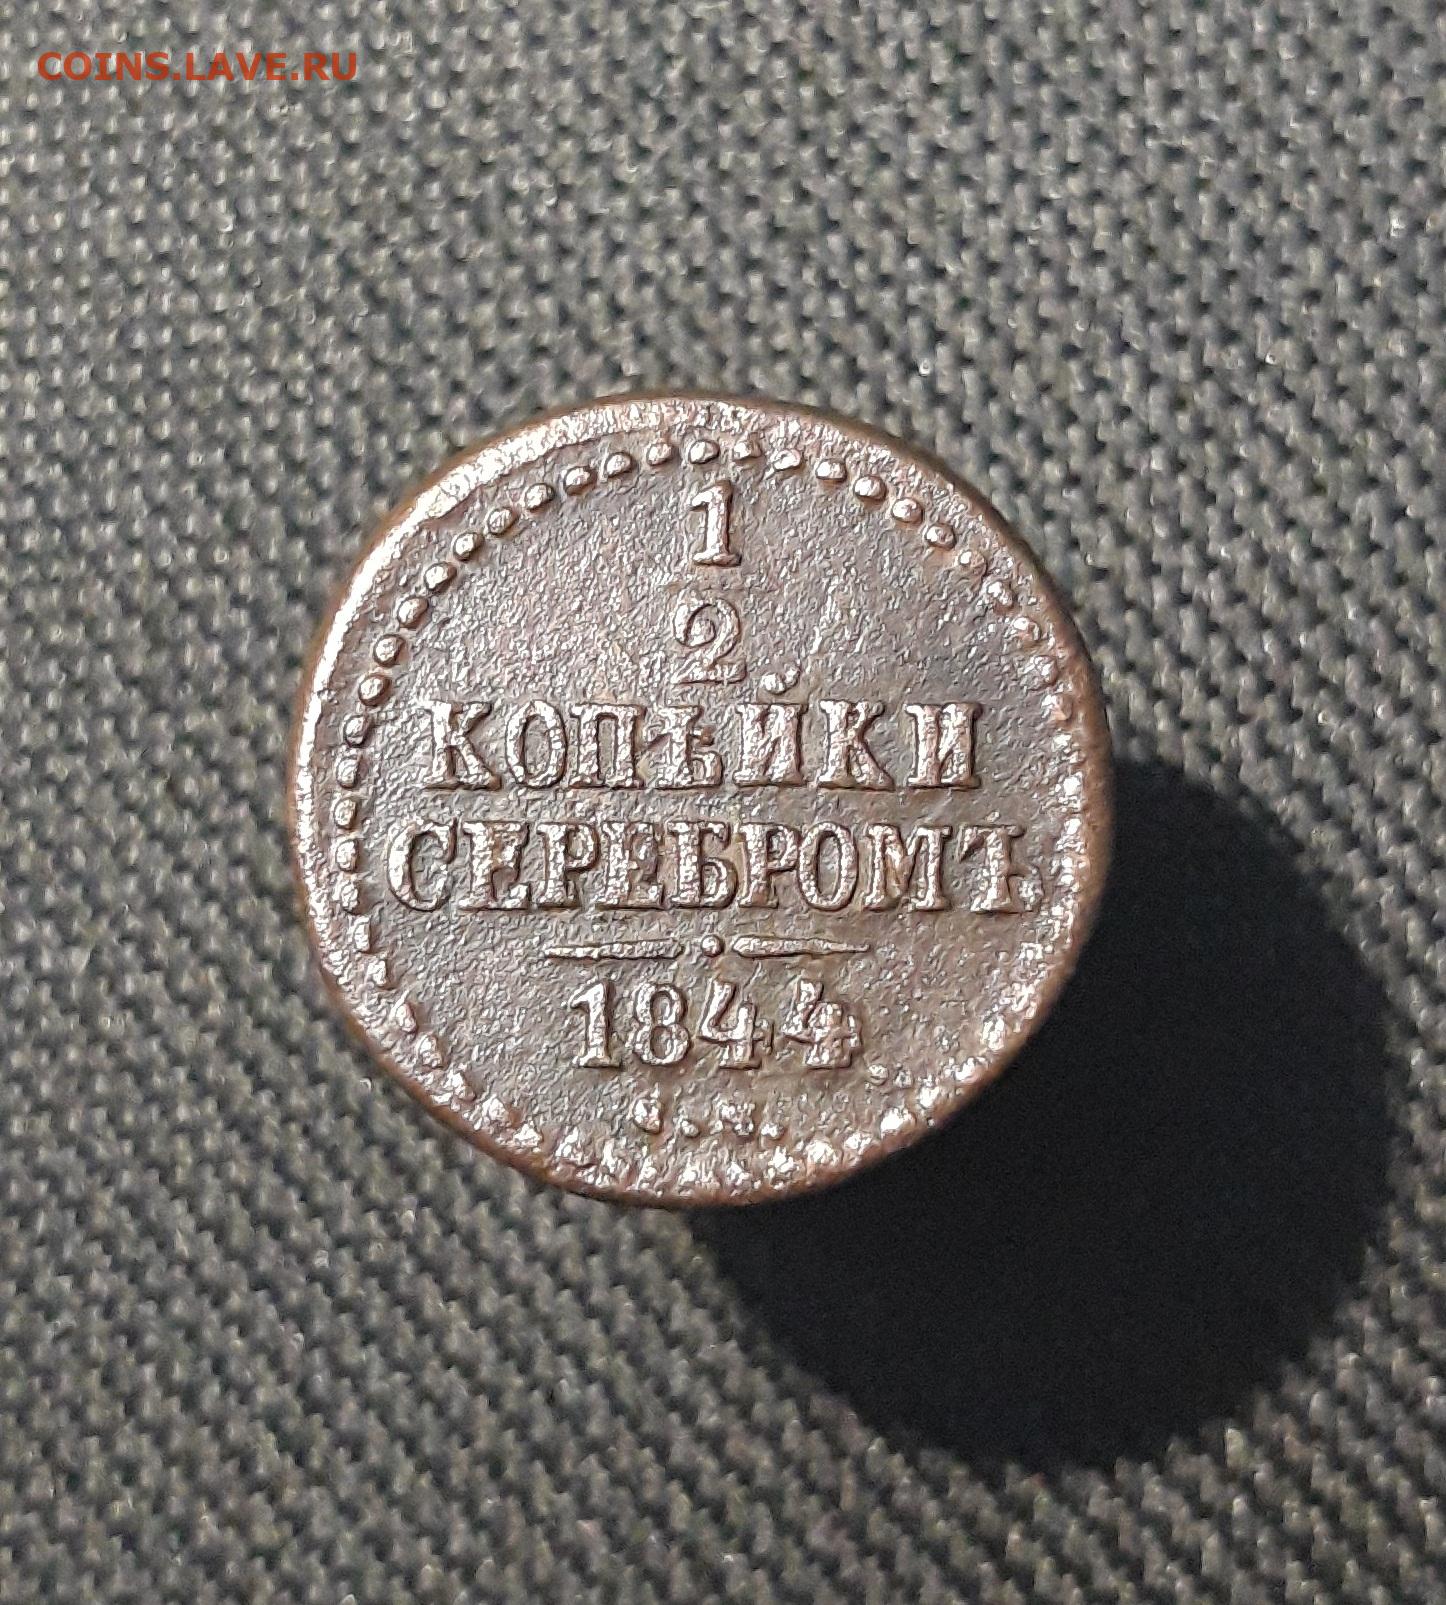 COINS.LAVE.RU
1
2
КОПѢЙКИ
СЕРЕБРОМЪ
1844